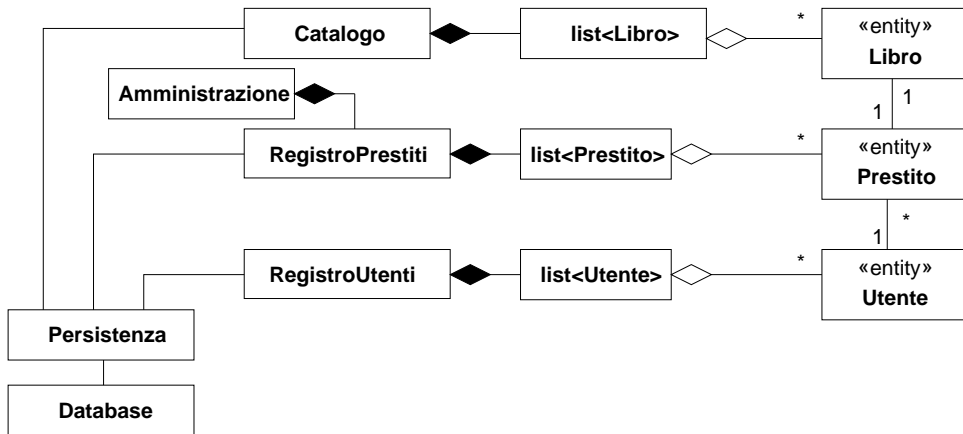 Catalogo
list<Libro>
*
«entity»
Libro
Amministrazione
1
1
RegistroPrestiti
list<Prestito>
*
«entity»
Prestito
*
1
RegistroUtenti
list<Utente>
*
«entity»
Utente
Persistenza
Database